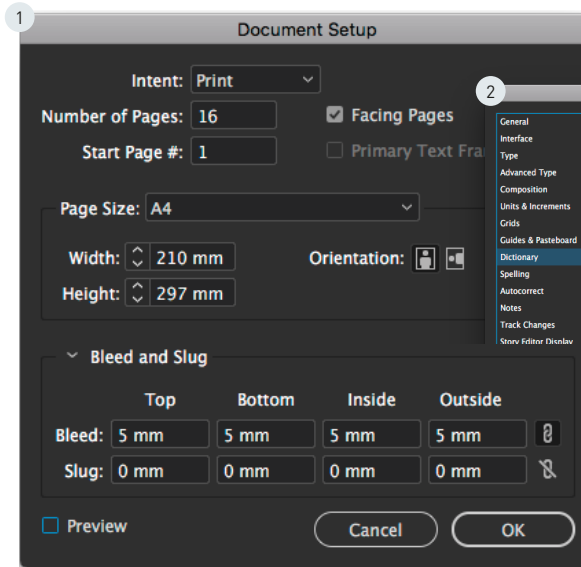 1
Document Setup
Intent: Print
Number of Pages: 16
Facing Pages
Start Page #: 1
Primary Text Fra
Page Size: A4
Width: 210 mm
Orientation:
Height: 297 mm
Bleed and Slug
Top Bottom Inside Outside
Bleed: 5 mm 5 mm 5 mm 5 mm
Slug: 0 mm 0 mm 0 mm 0 mm
Preview
Cancel
OK
2
General
Interface
Type
Advanced Type
Composition
Units & Increments
Grids
Guides & Pasteboard
Dictionary
Spelling
Autocorrect
Notes
Track Changes
Story Editor Display